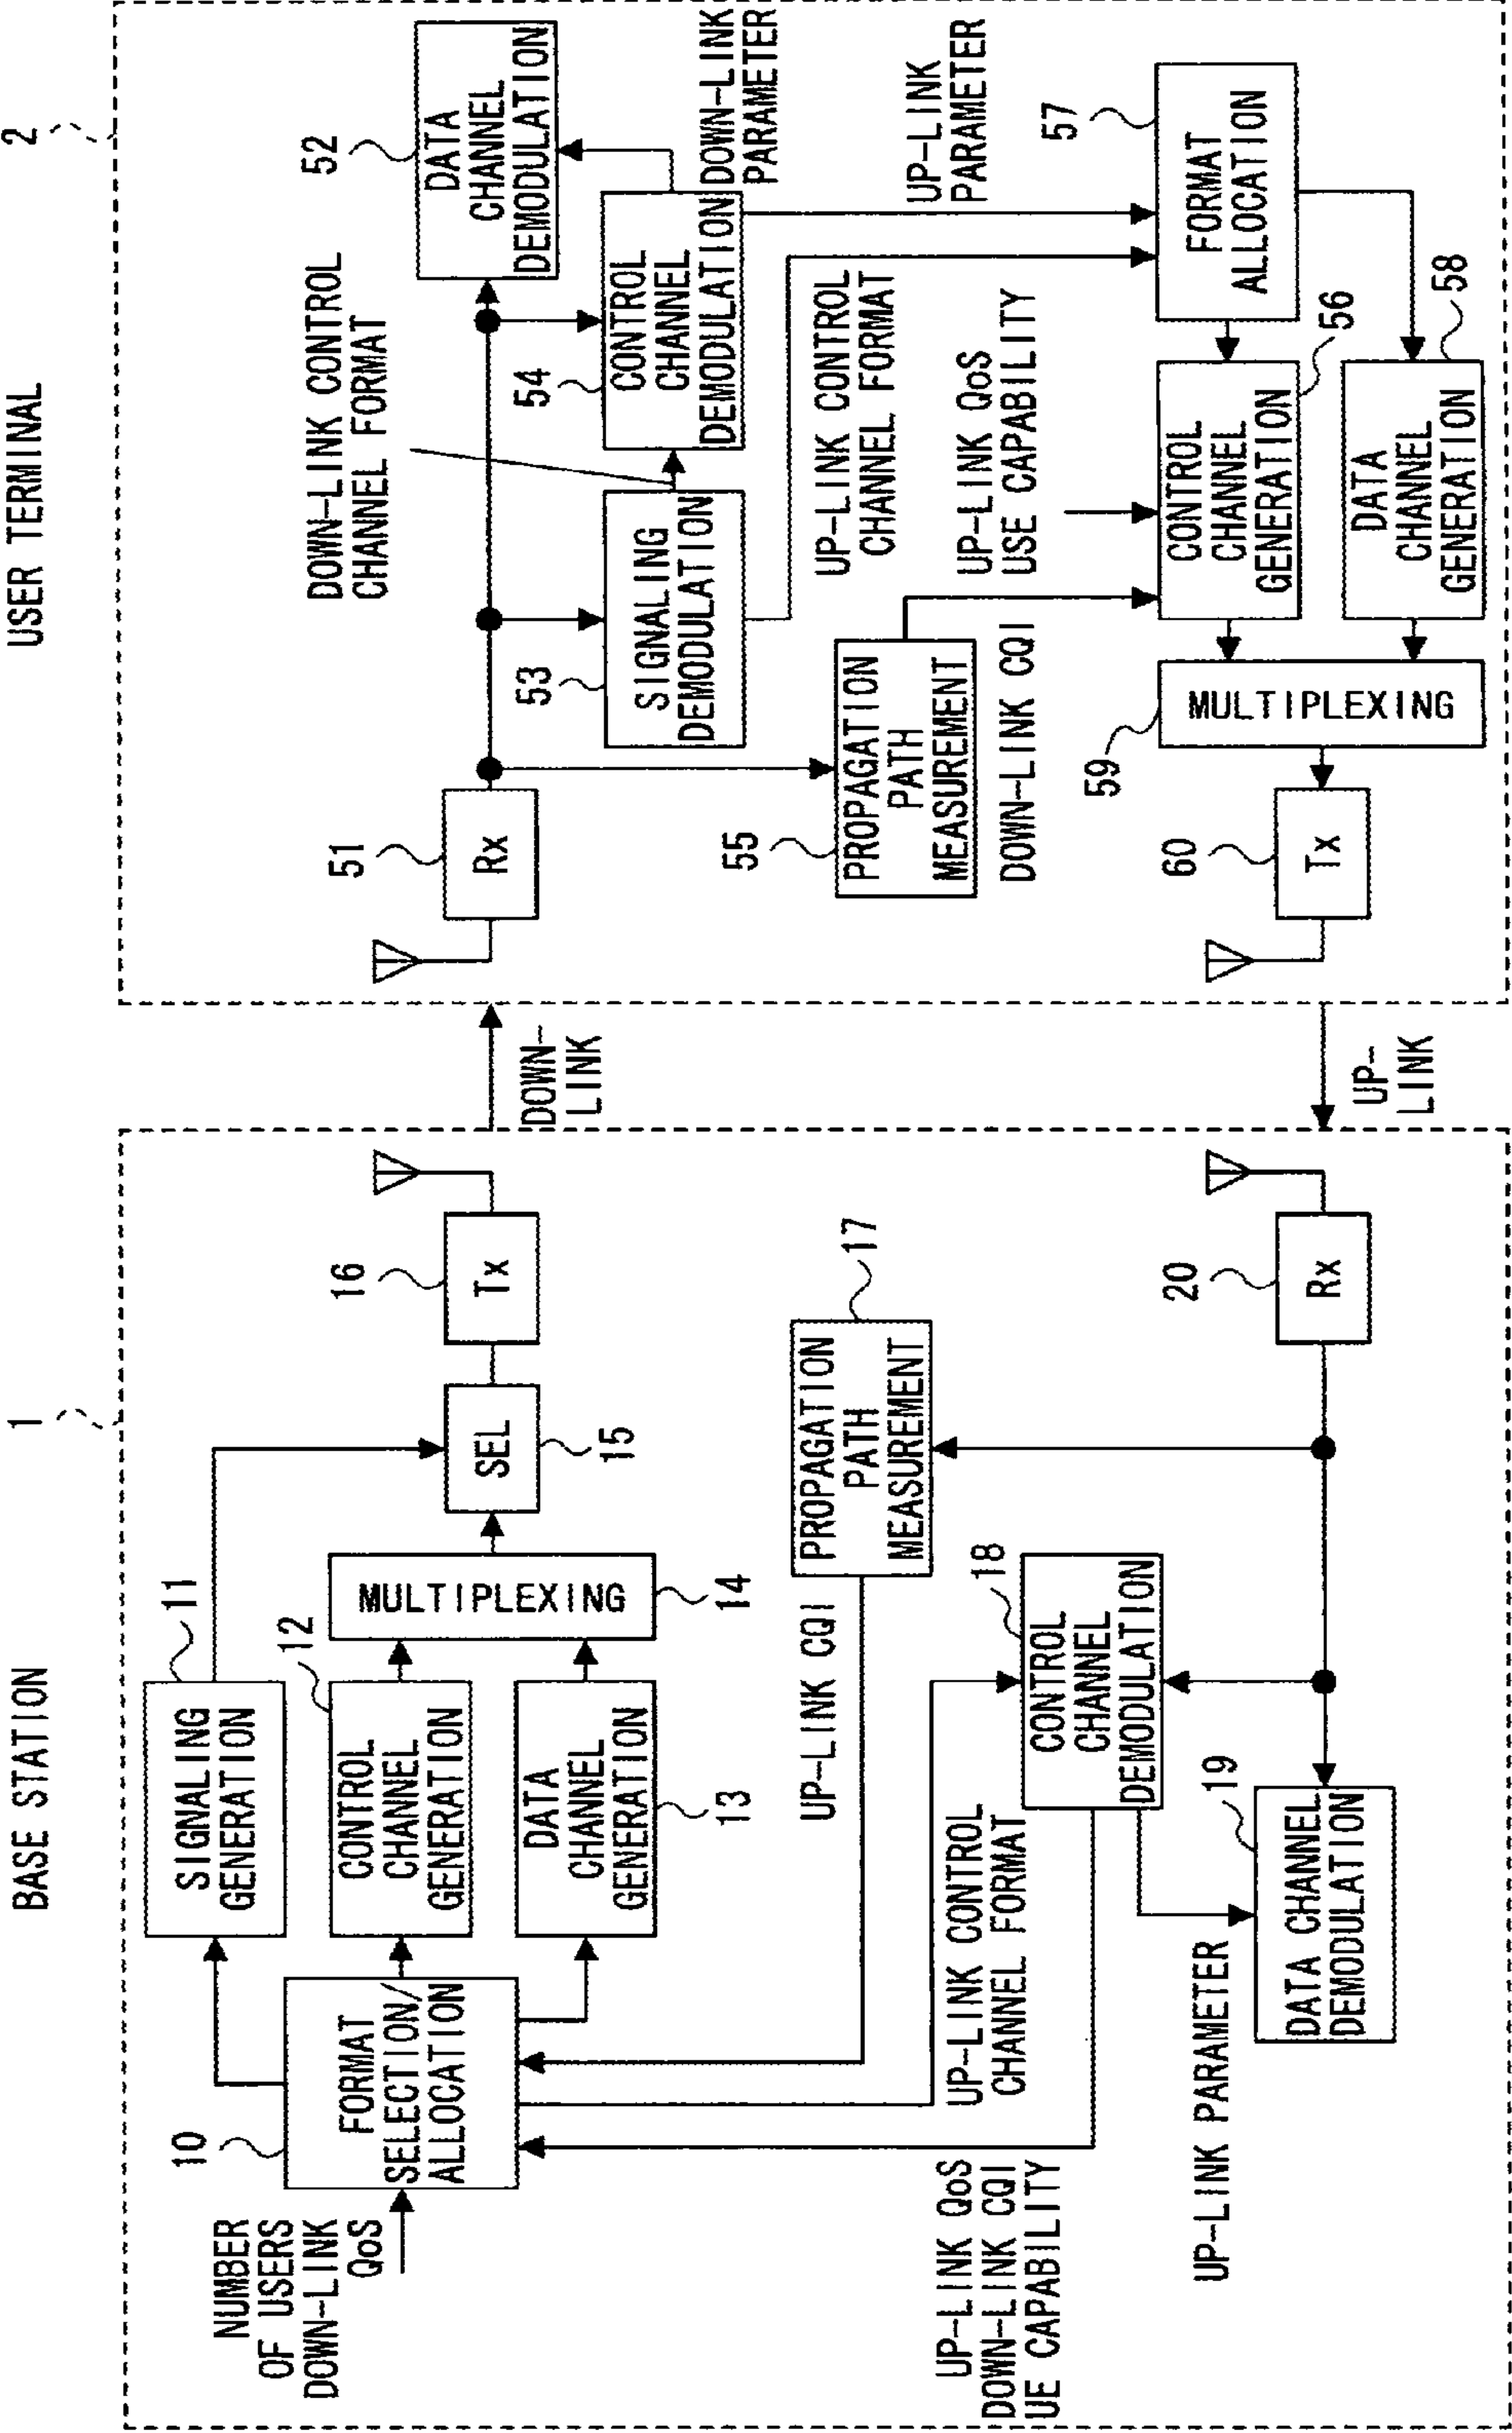 BASE STATION
1
NUMBER
OF USERS
DOWN-LINK
QoS
10
FORMAT
SELECTION/
ALLOCATION
11
SIGNALING
GENERATION
12
CONTROL
CHANNEL
GENERATION
DATA
CHANNEL
GENERATION
13
MULTIPLEXING
14
SEL
15
16
Tx
UP-LINK CQI
17
PROPAGATION
PATH
MEASUREMENT
18
CONTROL
CHANNEL
DEMODULATION
UP-LINK CONTROL
CHANNEL FORMAT
UP-LINK QoS
DOWN-LINK CQI
UE CAPABILITY
UP-LINK PARAMETER
19
DATA CHANNEL
DEMODULATION
20
Rx
DOWN-
LINK
UP-
LINK
USER TERMINAL
2
51
Rx
DOWN-LINK CONTROL
CHANNEL FORMAT
52
DATA
CHANNEL
DEMODULATION
53
SIGNALING
DEMODULATION
54
CONTROL
CHANNEL
DEMODULATION
DOWN-LINK
PARAMETER
UP-LINK
PARAMETER
UP-LINK CONTROL
CHANNEL FORMAT
55
PROPAGATION
PATH
MEASUREMENT
DOWN-LINK CQI
UP-LINK QoS
USE CAPABILITY
57
FORMAT
ALLOCATION
CONTROL
CHANNEL
GENERATION
56
DATA
CHANNEL
GENERATION
58
59
MULTIPLEXING
60
Tx